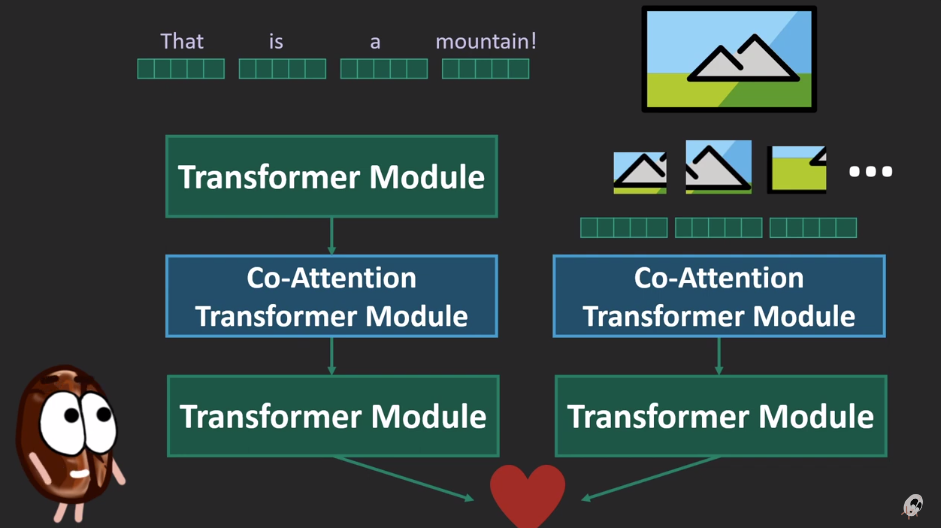 That is a mountain!
Transformer Module
Co-Attention
Transformer Module
Co-Attention
Transformer Module
Transformer Module
Transformer Module